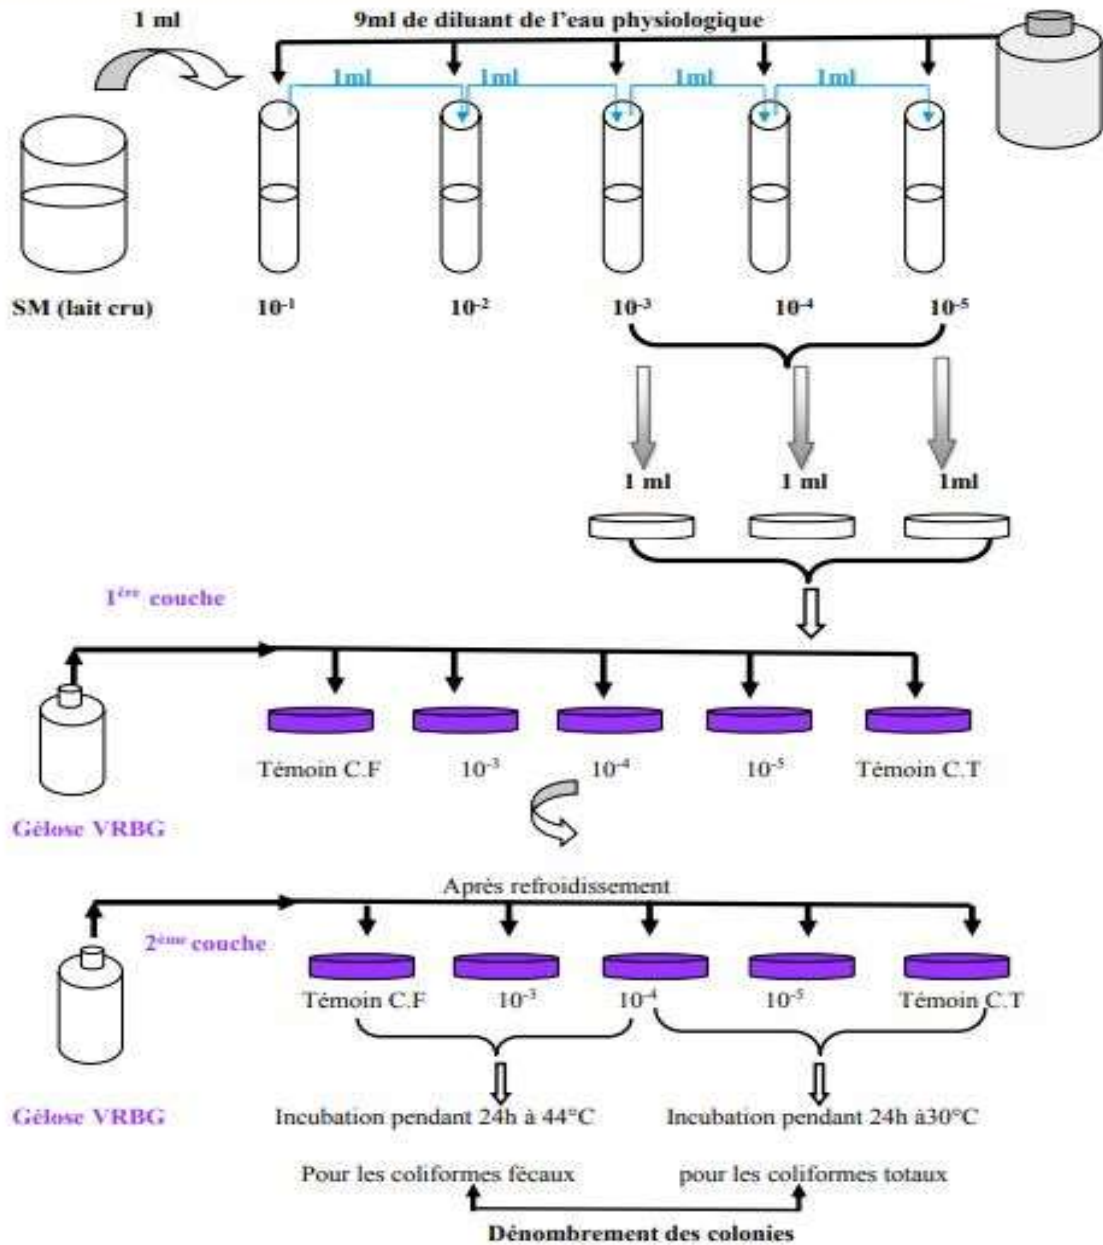 1 ml
9ml de diluant de l'eau physiologique
1ml 1ml 1ml 1ml
SM (lait cru) 10⁻¹ 10⁻² 10⁻³ 10⁻⁴ 10⁻⁵
1 ml 1 ml 1ml
1ère couche
Témoin C.F 10⁻³ 10⁻⁴ 10⁻⁵ Témoin C.T
Gélose VRBG
Après refroidissement
2ème couche
Témoin C.F 10⁻³ 10⁻⁴ 10⁻⁵ Témoin C.T
Gélose VRBG
Incubation pendant 24h à 44°C Incubation pendant 24h à30°C
Pour les coliformes fécaux pour les coliformes totaux
Dénombrement des colonies